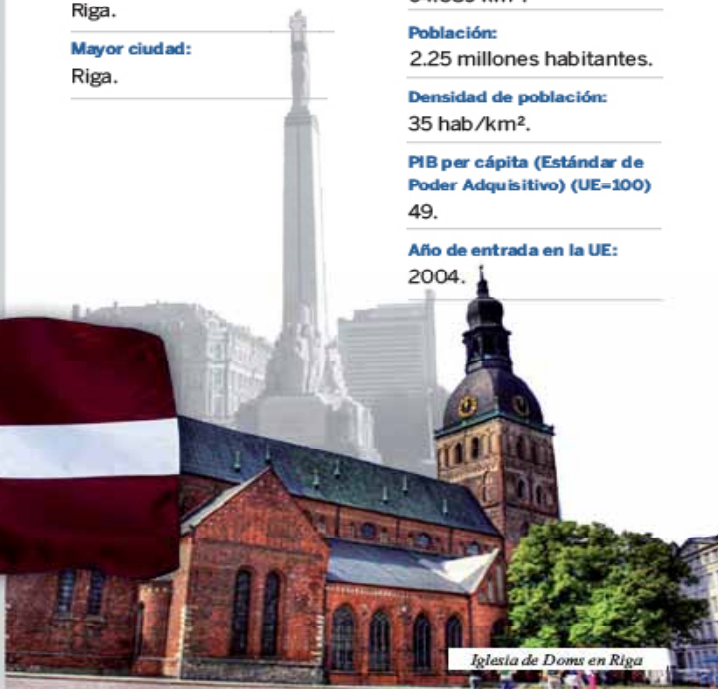 Riga.
Mayor ciudad:
Riga.
Población:
2.25 millones habitantes.
Densidad de población:
35 hab/km².
PIB per cápita (Estándar de
Poder Adquisitivo) (UE=100)
49.
Año de entrada en la UE:
2004.
Iglesia de Doms en Riga